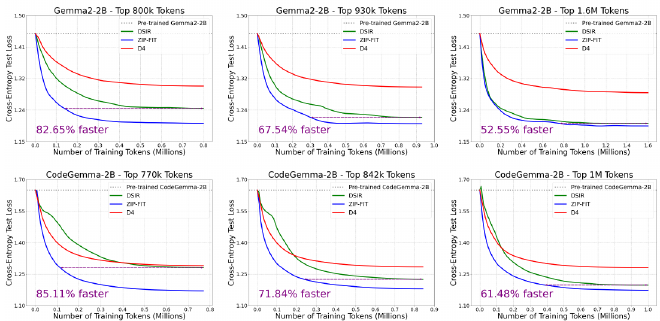 Gemma2-2B - Top 800k Tokens
Cross-Entropy Test Loss
1.50
1.41
1.32
1.24
1.15
Pre-trained Gemma2-2B
DSIR
ZIP-FIT
D4
82.65% faster
0.0 0.1 0.2 0.3 0.4 0.5 0.6 0.7 0.8
Number of Training Tokens (Millions)
Gemma2-2B - Top 930k Tokens
Cross-Entropy Test Loss
1.50
1.41
1.32
1.24
1.15
Pre-trained Gemma2-2B
DSIR
ZIP-FIT
D4
67.54% faster
0.0 0.1 0.2 0.3 0.4 0.5 0.6 0.7 0.8 0.9 1.0
Number of Training Tokens (Millions)
Gemma2-2B - Top 1.6M Tokens
Cross-Entropy Test Loss
1.50
1.41
1.32
1.24
1.15
Pre-trained Gemma2-2B
DSIR
ZIP-FIT
D4
52.55% faster
0.0 0.2 0.4 0.6 0.8 1.0 1.2 1.4 1.6
Number of Training Tokens (Millions)
CodeGemma-2B - Top 770k Tokens
Cross-Entropy Test Loss
1.70
1.55
1.40
1.25
1.10
Pre-trained CodeGemma-2B
DSIR
ZIP-FIT
D4
85.11% faster
0.0 0.1 0.2 0.3 0.4 0.5 0.6 0.7 0.8
Number of Training Tokens (Millions)
CodeGemma-2B - Top 842k Tokens
Cross-Entropy Test Loss
1.70
1.55
1.40
1.25
1.10
Pre-trained CodeGemma-2B
DSIR
ZIP-FIT
D4
71.84% faster
0.0 0.1 0.2 0.3 0.4 0.5 0.6 0.7 0.8 0.9
Number of Training Tokens (Millions)
CodeGemma-2B - Top 1M Tokens
Cross-Entropy Test Loss
1.70
1.55
1.40
1.25
1.10
Pre-trained CodeGemma-2B
DSIR
ZIP-FIT
D4
61.48% faster
0.0 0.1 0.2 0.3 0.4 0.5 0.6 0.7 0.8 0.9 1.0
Number of Training Tokens (Millions)